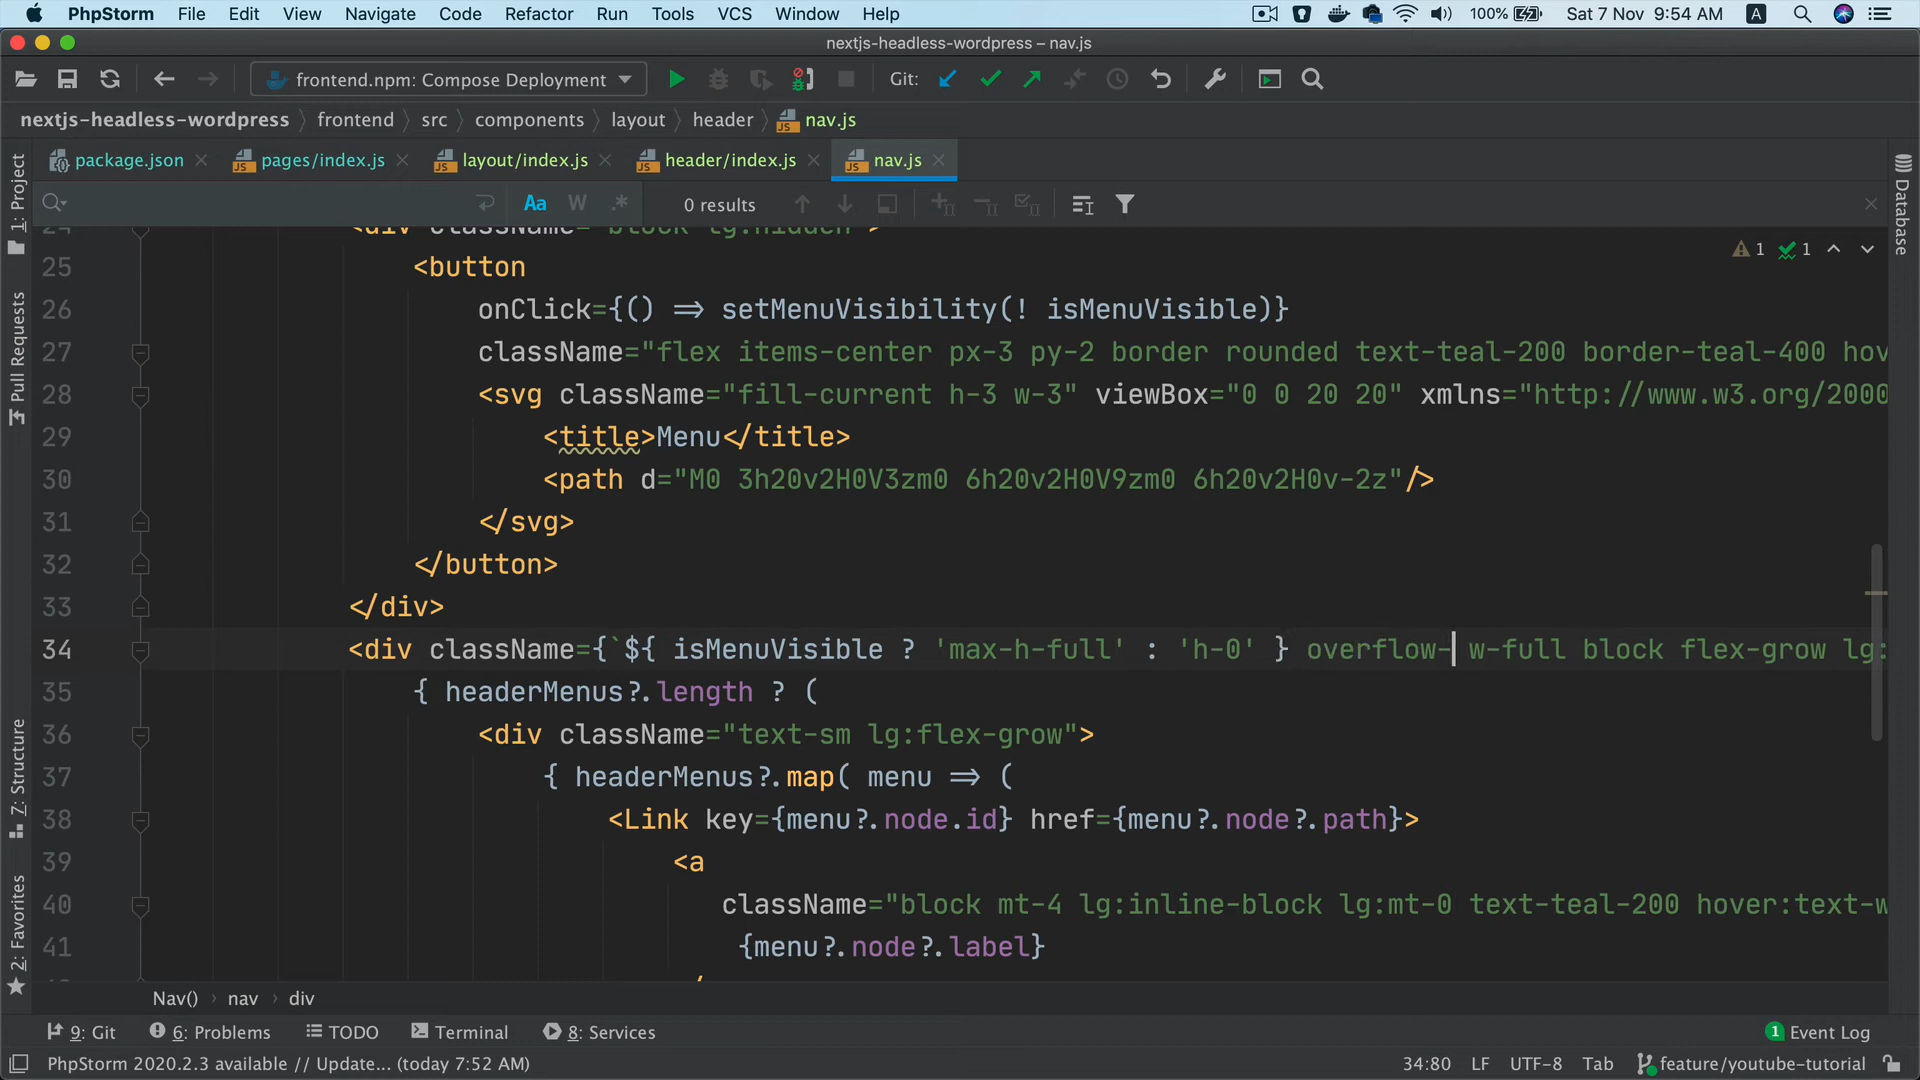 PhpStorm File Edit View Navigate Code Refactor Run Tools VCS Window Help 100% Sat 7 Nov 9:54 AM A
nextjs-headless-wordpress – nav.js
frontend.npm: Compose Deployment Git:
nextjs-headless-wordpress › frontend › src › components › layout › header › nav.js
package.json pages/index.js layout/index.js header/index.js nav.js
Aa W .* 0 results
24 <div className="block lg:hidden">
1 1
25 <button
26 onClick={() => setMenuVisibility(! isMenuVisible)}
27 className="flex items-center px-3 py-2 border rounded text-teal-200 border-teal-400 hov
28 <svg className="fill-current h-3 w-3" viewBox="0 0 20 20" xmlns="http://www.w3.org/2000
29 <title>Menu</title>
30 <path d="M0 3h20v2H0V3zm0 6h20v2H0V9zm0 6h20v2H0v-2z"/>
31 </svg>
32 </button>
33 </div>
34 <div className={`${ isMenuVisible ? 'max-h-full' : 'h-0' } overflow- w-full block flex-grow lg:
35 { headerMenus?.length ? (
36 <div className="text-sm lg:flex-grow">
37 { headerMenus?.map( menu => (
38 <Link key={menu?.node.id} href={menu?.node?.path}>
39 <a
40 className="block mt-4 lg:inline-block lg:mt-0 text-teal-200 hover:text-w
41 {menu?.node?.label}
1: Project
Pull Requests
Z: Structure
2: Favorites
Database
Nav() › nav › div
9: Git 6: Problems TODO Terminal 8: Services 1 Event Log
PhpStorm 2020.2.3 available // Update... (today 7:52 AM) 34:80 LF UTF-8 Tab feature/youtube-tutorial